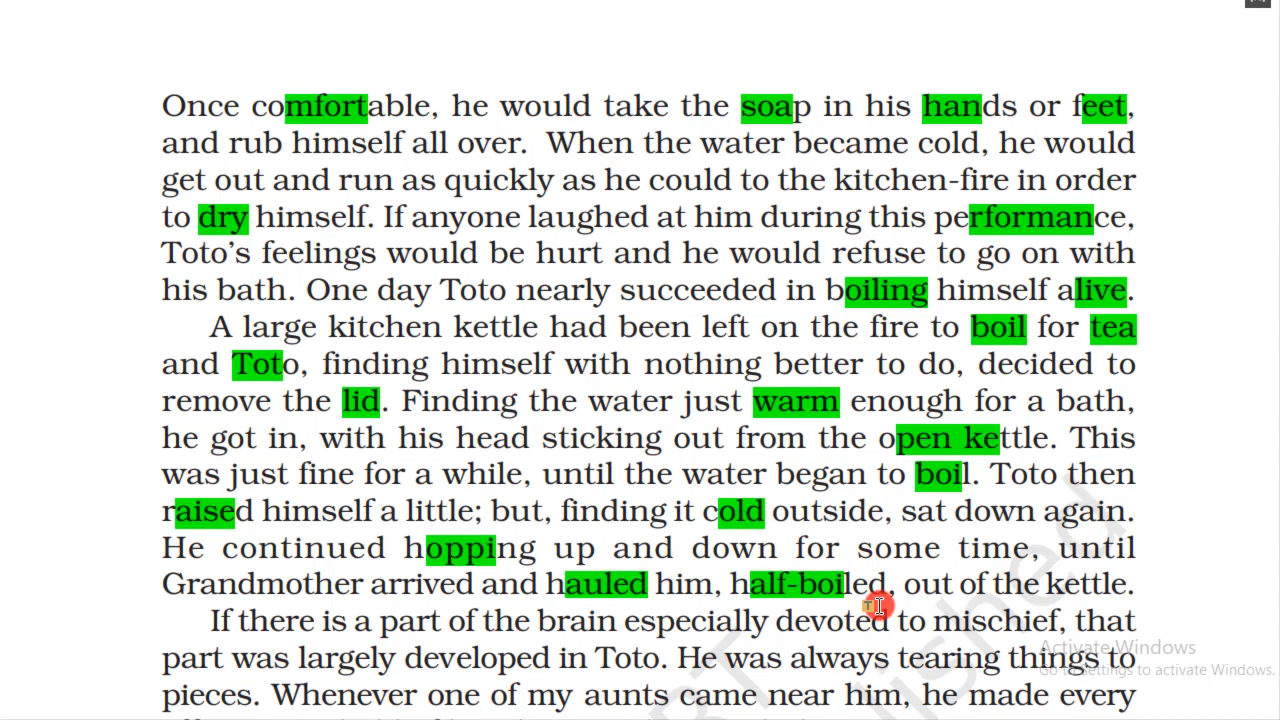 Once comfortable, he would take the soap in his hands or feet,
and rub himself all over. When the water became cold, he would
get out and run as quickly as he could to the kitchen-fire in order
to dry himself. If anyone laughed at him during this performance,
Toto’s feelings would be hurt and he would refuse to go on with
his bath. One day Toto nearly succeeded in boiling himself alive.
A large kitchen kettle had been left on the fire to boil for tea
and Toto, finding himself with nothing better to do, decided to
remove the lid. Finding the water just warm enough for a bath,
he got in, with his head sticking out from the open kettle. This
was just fine for a while, until the water began to boil. Toto then
raised himself a little; but, finding it cold outside, sat down again.
He continued hopping up and down for some time, until
Grandmother arrived and hauled him, half-boiled, out of the kettle.
If there is a part of the brain especially devoted to mischief, that
part was largely developed in Toto. He was always tearing things to
pieces. Whenever one of my aunts came near him, he made every
Activate Windows
Go to Settings to activate Windows.